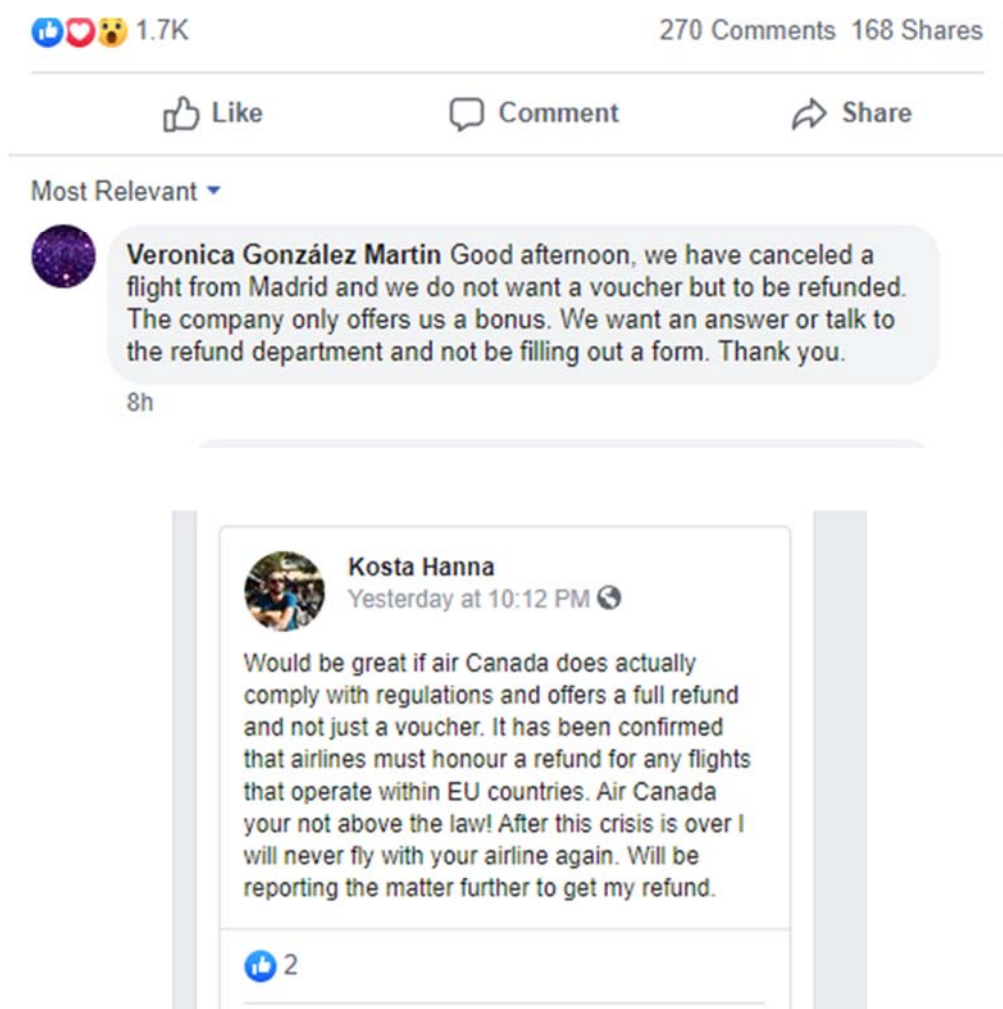 1.7K 270 Comments 168 Shares
Like Comment Share
Most Relevant
Veronica González Martin Good afternoon, we have canceled a
flight from Madrid and we do not want a voucher but to be refunded.
The company only offers us a bonus. We want an answer or talk to
the refund department and not be filling out a form. Thank you.
8h
Kosta Hanna
Yesterday at 10:12 PM
Would be great if air Canada does actually
comply with regulations and offers a full refund
and not just a voucher. It has been confirmed
that airlines must honour a refund for any flights
that operate within EU countries. Air Canada
your not above the law! After this crisis is over I
will never fly with your airline again. Will be
reporting the matter further to get my refund.
2